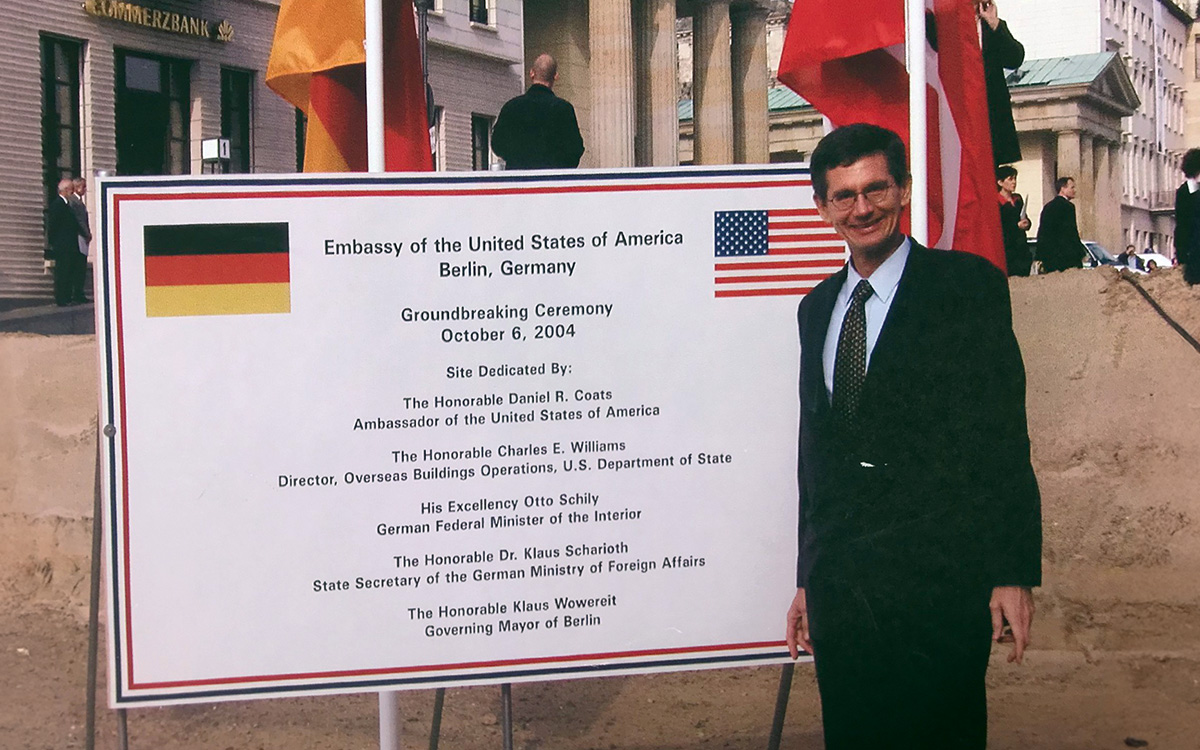 COMMERZBANK
1
Embassy of the United States of America
Berlin, Germany
Groundbreaking Ceremony
October 6, 2004
Site Dedicated By:
The Honorable Daniel R. Coats
Ambassador of the United States of America
The Honorable Charles E. Williams
Director, Overseas Buildings Operations, U.S. Department of State
His Excellency Otto Schily
German Federal Minister of the Interior
The Honorable Dr. Klaus Scharioth
State Secretary of the German Ministry of Foreign Affairs
The Honorable Klaus Wowereit
Governing Mayor of Berlin